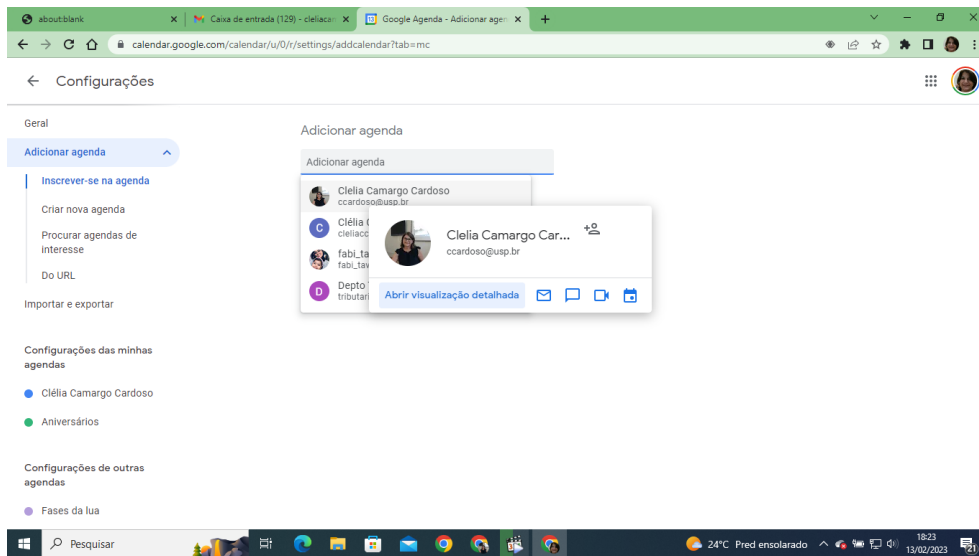 about:blank
Caixa de entrada (129) - cleliacar
Google Agenda - Adicionar agen
calendar.google.com/calendar/u/0/r/settings/addcalendar?tab=mc
Configurações
Geral
Adicionar agenda
Inscrever-se na agenda
Criar nova agenda
Procurar agendas de
interesse
Do URL
Importar e exportar
Configurações das minhas
agendas
Clélia Camargo Cardoso
Aniversários
Configurações de outras
agendas
Fases da lua
Adicionar agenda
Adicionar agenda
Clelia Camargo Cardoso
ccardoso@usp.br
C
Clélia
cleliacc
fabi_ta
fabi_tav
D
Depto
tributari
Clelia Camargo Car...
ccardoso@usp.br
Abrir visualização detalhada
Pesquisar
24°C Pred ensolarado
18:23
13/02/2023